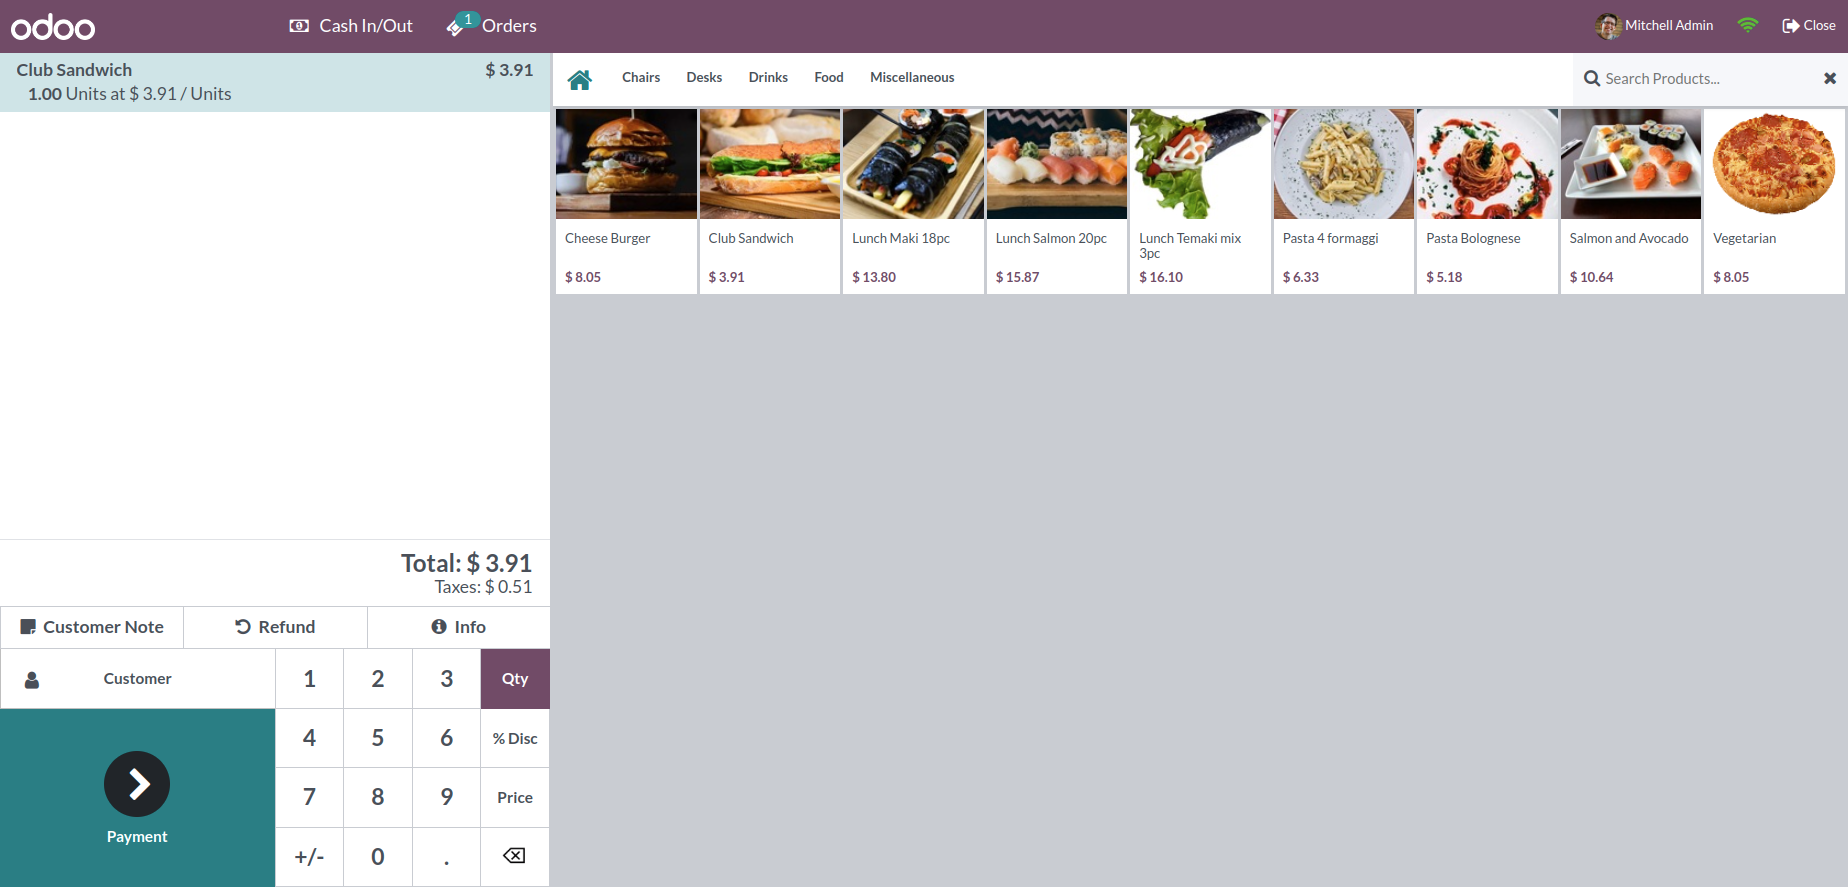 odoo
Cash In/Out
1
Orders
Mitchell Admin
Close
Club Sandwich $ 3.91
1.00 Units at $ 3.91 / Units
Total: $ 3.91
Taxes: $ 0.51
Customer Note
Refund
Info
Customer
Payment
1 2 3 Qty
4 5 6 % Disc
7 8 9 Price
+/- 0 .
Chairs
Desks
Drinks
Food
Miscellaneous
Search Products...
Cheese Burger
$ 8.05
Club Sandwich
$ 3.91
Lunch Maki 18pc
$ 13.80
Lunch Salmon 20pc
$ 15.87
Lunch Temaki mix
3pc
$ 16.10
Pasta 4 formaggi
$ 6.33
Pasta Bolognese
$ 5.18
Salmon and Avocado
$ 10.64
Vegetarian
$ 8.05